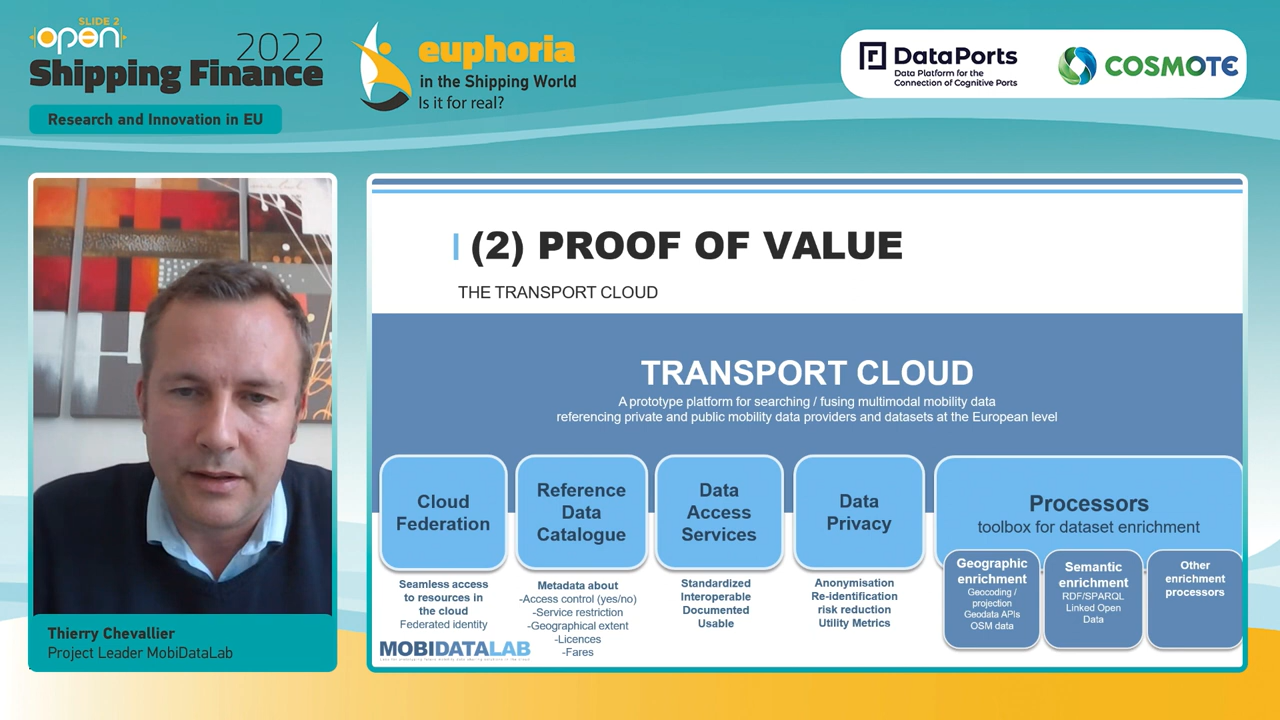 SLIDE 2
open
2022
Shipping Finance
Research and Innovation in EU
euphoria
in the Shipping World
Is it for real?
DataPorts
Data Platform for the
Connection of Cognitive Ports
COSMOTE
Thierry Chevallier
Project Leader MobiDataLab
(2) PROOF OF VALUE
THE TRANSPORT CLOUD
TRANSPORT CLOUD
A prototype platform for searching / fusing multimodal mobility data
referencing private and public mobility data providers and datasets at the European level
Cloud
Federation
Seamless access
to resources in
the cloud
Federated identity
Reference
Data
Catalogue
Metadata about
-Access control (yes/no)
-Service restriction
-Geographical extent
-Licences
-Fares
Data
Access
Services
Standardized
Interoperable
Documented
Usable
Data
Privacy
Anonymisation
Re-identification
risk reduction
Utility Metrics
Processors
toolbox for dataset enrichment
Geographic
enrichment
Geocoding /
projection
Geodata APIs
OSM data
Semantic
enrichment
RDF/SPARQL
Linked Open
Data
Other
enrichment
processors
MOBIDATALAB